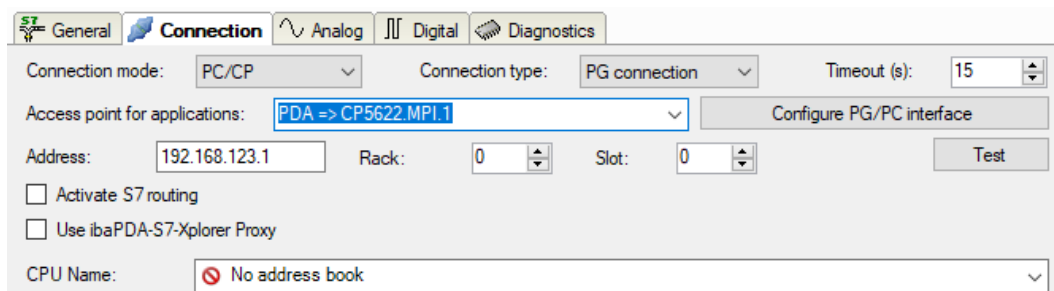 S7 General Connection Analog Digital Diagnostics
Connection mode: PC/CP Connection type: PG connection Timeout (s): 15
Access point for applications: PDA => CP5622.MPI.1 Configure PG/PC interface
Address: 192.168.123.1 Rack: 0 Slot: 0 Test
Activate S7 routing
Use ibaPDA-S7-Xplorer Proxy
CPU Name: No address book